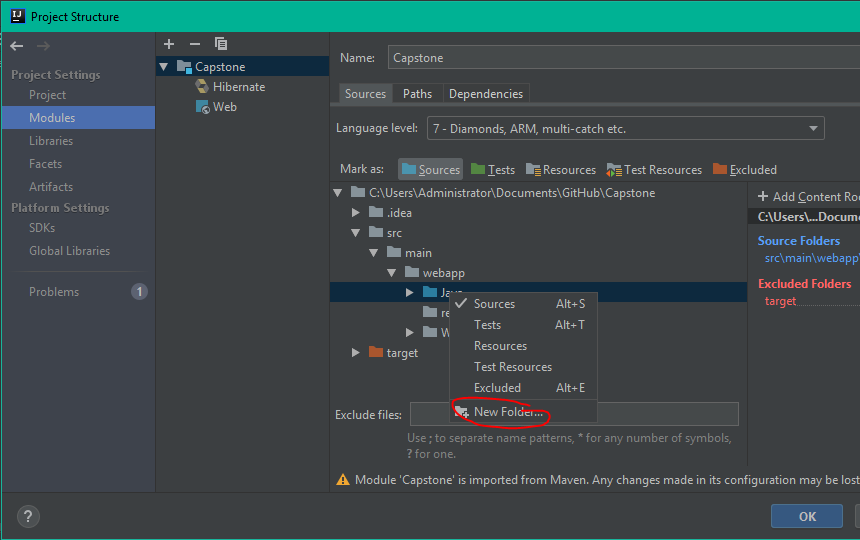 Project Structure
Project Settings
Project
Modules
Libraries
Facets
Artifacts
Platform Settings
SDKs
Global Libraries
Problems 1
Capstone
Hibernate
Web
Name: Capstone
Sources Paths Dependencies
Language level: 7 - Diamonds, ARM, multi-catch etc.
Mark as: Sources Tests Resources Test Resources Excluded
C:\Users\Administrator\Documents\GitHub\Capstone
.idea
src
main
webapp
Java
re
W
target
Sources Alt+S
Tests Alt+T
Resources
Test Resources
Excluded Alt+E
New Folder...
+ Add Content Roo
C:\Users\...Docume
Source Folders
src\main\webapp\
Excluded Folders
target
Exclude files:
Use ; to separate name patterns, * for any number of symbols,
? for one.
Module 'Capstone' is imported from Maven. Any changes made in its configuration may be lost
?
OK